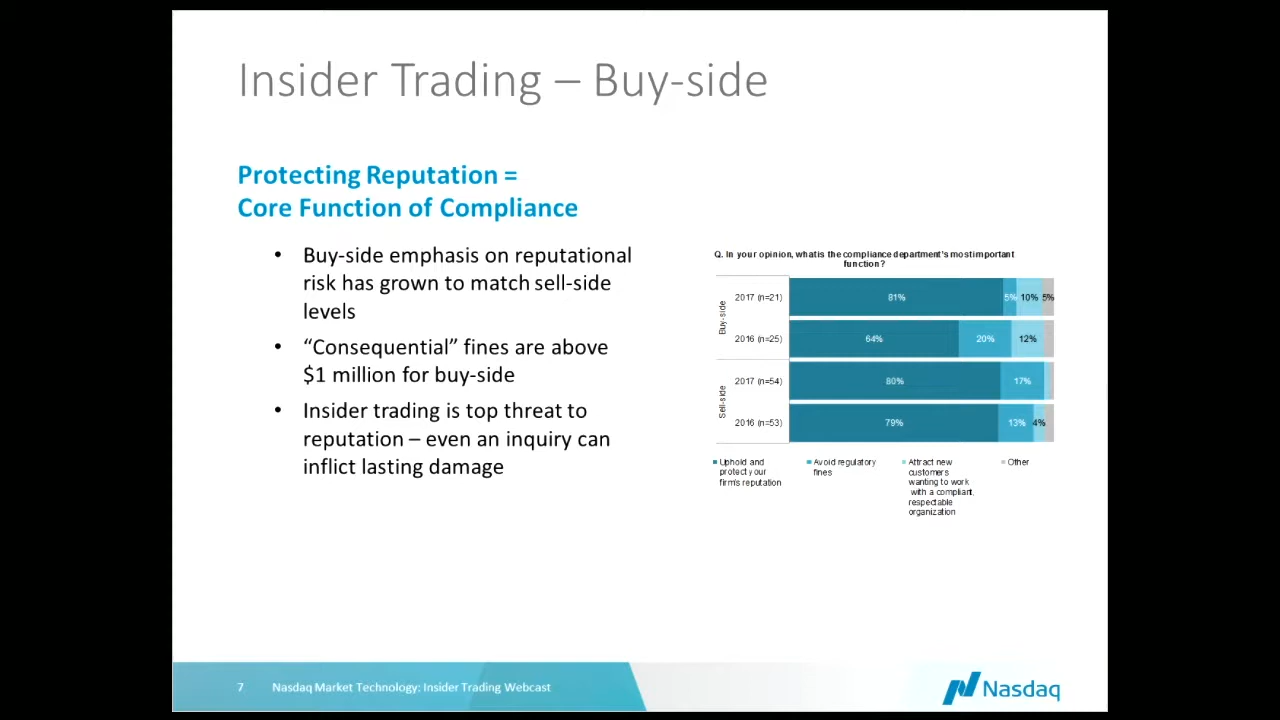 Insider Trading – Buy-side
Protecting Reputation =
Core Function of Compliance
• Buy-side emphasis on reputational
risk has grown to match sell-side
levels
• “Consequential” fines are above
$1 million for buy-side
• Insider trading is top threat to
reputation – even an inquiry can
inflict lasting damage
Q. In your opinion, what is the compliance department's most important
function?
Buy-side
2017 (n=21) 81% 5% 10% 5%
2016 (n=25) 64% 20% 12%
Sell-side
2017 (n=54) 80% 17%
2016 (n=53) 79% 13% 4%
Uphold and
protect your
firm's reputation
Avoid regulatory
fines
Attract new
customers
wanting to work
with a compliant,
respectable
organization
Other
7 Nasdaq Market Technology: Insider Trading Webcast
Nasdaq